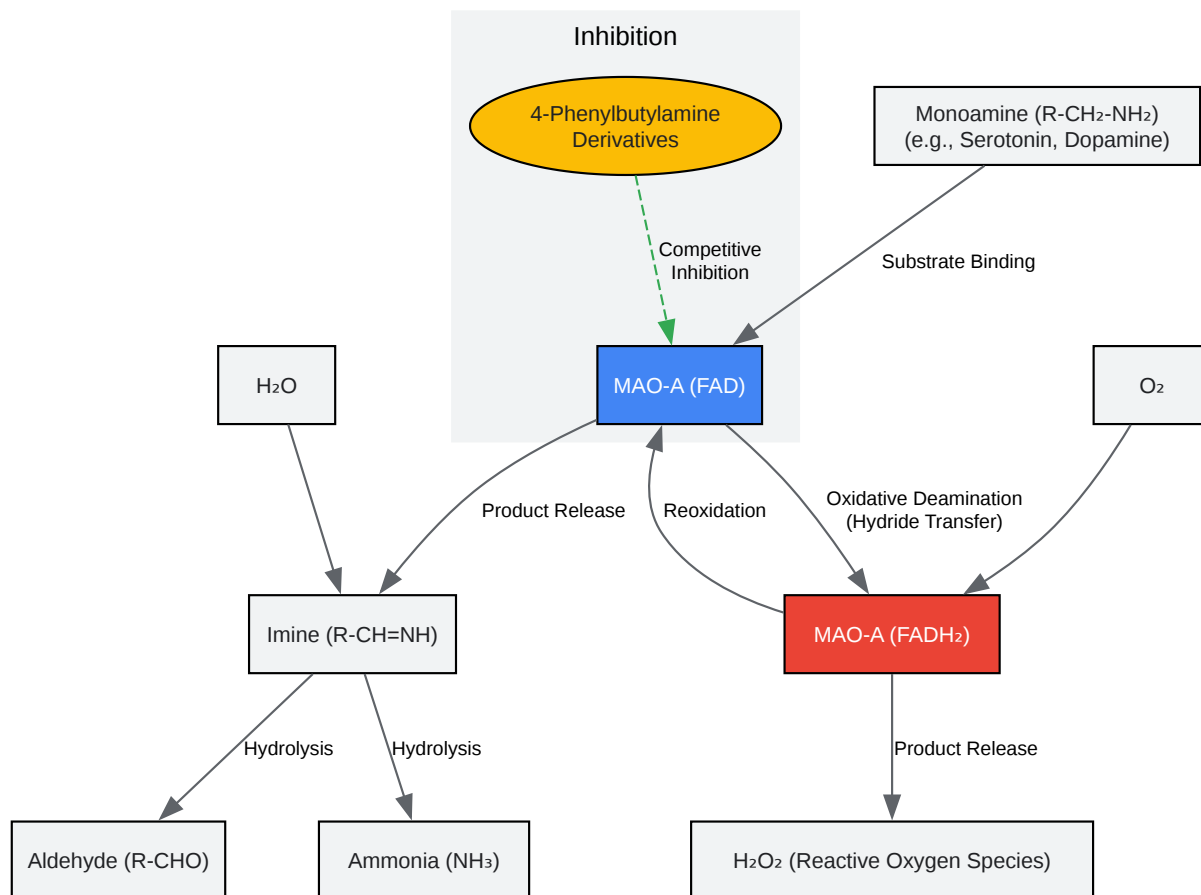 Inhibition
4-Phenylbutylamine
Derivatives
Monoamine (R-CH₂-NH₂)
(e.g., Serotonin, Dopamine)
Competitive
Inhibition
Substrate Binding
H₂O
MAO-A (FAD)
O₂
Product Release
Reoxidation
Oxidative Deamination
(Hydride Transfer)
Imine (R-CH=NH)
MAO-A (FADH₂)
Hydrolysis
Hydrolysis
Product Release
Aldehyde (R-CHO)
Ammonia (NH₃)
H₂O₂ (Reactive Oxygen Species)